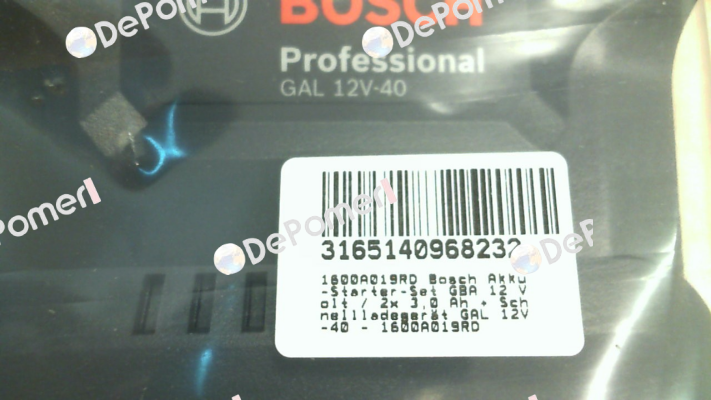 DePomerl
DePomerl
BOSCH
Professional
GAL 12V-40
DePomerl
DePomerl
DePomerl
3165140968232
1600A019RD Bosch Akku
-Starter-Set GBA 12 V
olt / 2x 3,0 Ah + Sch
nellladegerät GAL 12V
-40 - 1600A019RD